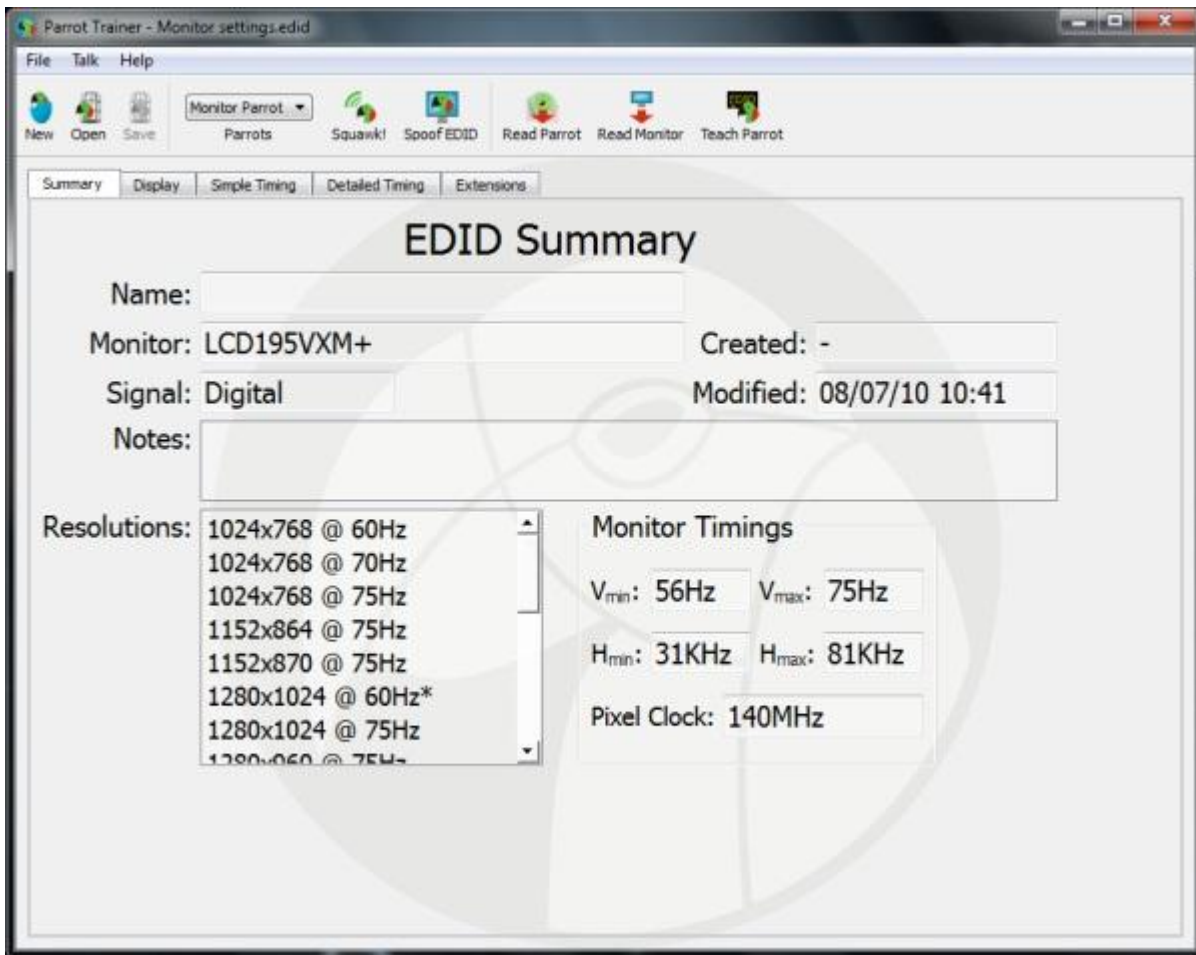 Parrot Trainer - Monitor settings.edid
File Talk Help
New Open Save Monitor Parrot Parrots Squawk! Spoof EDID Read Parrot Read Monitor Teach Parrot
Summary Display Simple Timing Detailed Timing Extensions
EDID Summary
Name:
Monitor: LCD195VXM+ Created: -
Signal: Digital Modified: 08/07/10 10:41
Notes:
Resolutions:
1024x768 @ 60Hz
1024x768 @ 70Hz
1024x768 @ 75Hz
1152x864 @ 75Hz
1152x870 @ 75Hz
1280x1024 @ 60Hz*
1280x1024 @ 75Hz
1280x960 @ 75Hz
Monitor Timings
Vmin: 56Hz Vmax: 75Hz
Hmin: 31KHz Hmax: 81KHz
Pixel Clock: 140MHz